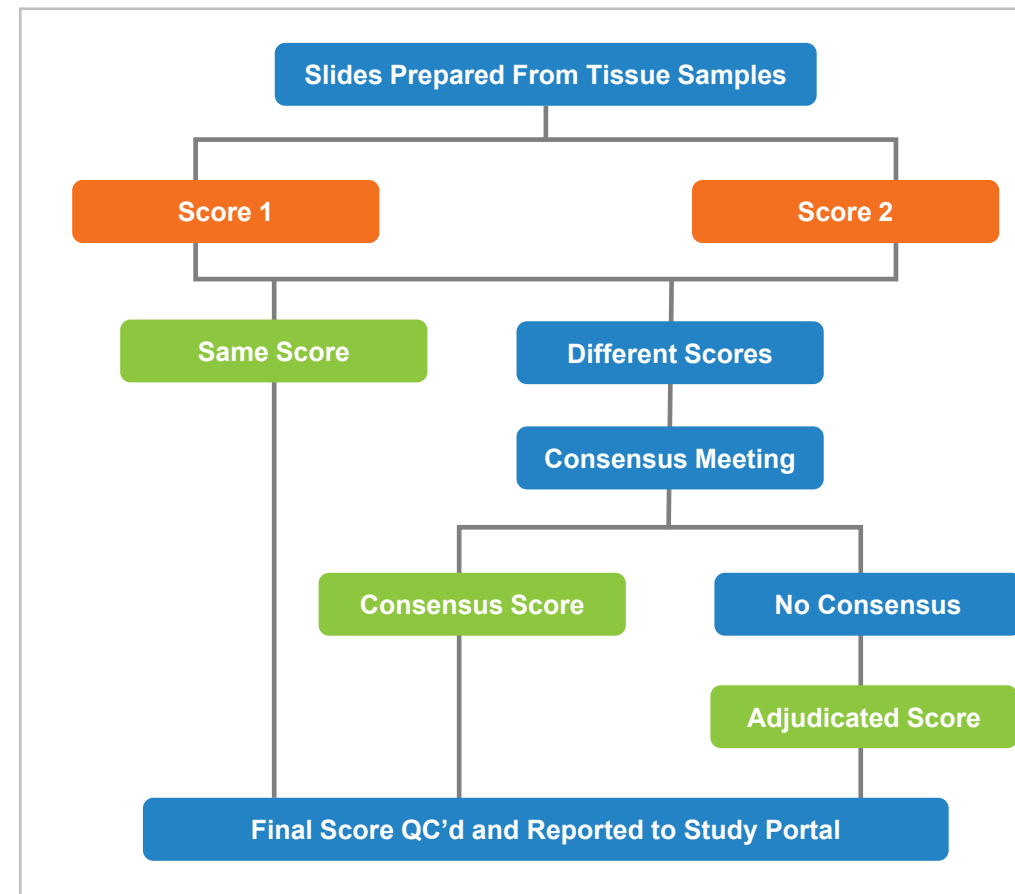 Slides Prepared From Tissue Samples
Score 1
Score 2
Same Score
Different Scores
Consensus Meeting
Consensus Score
No Consensus
Adjudicated Score
Final Score QC’d and Reported to Study Portal